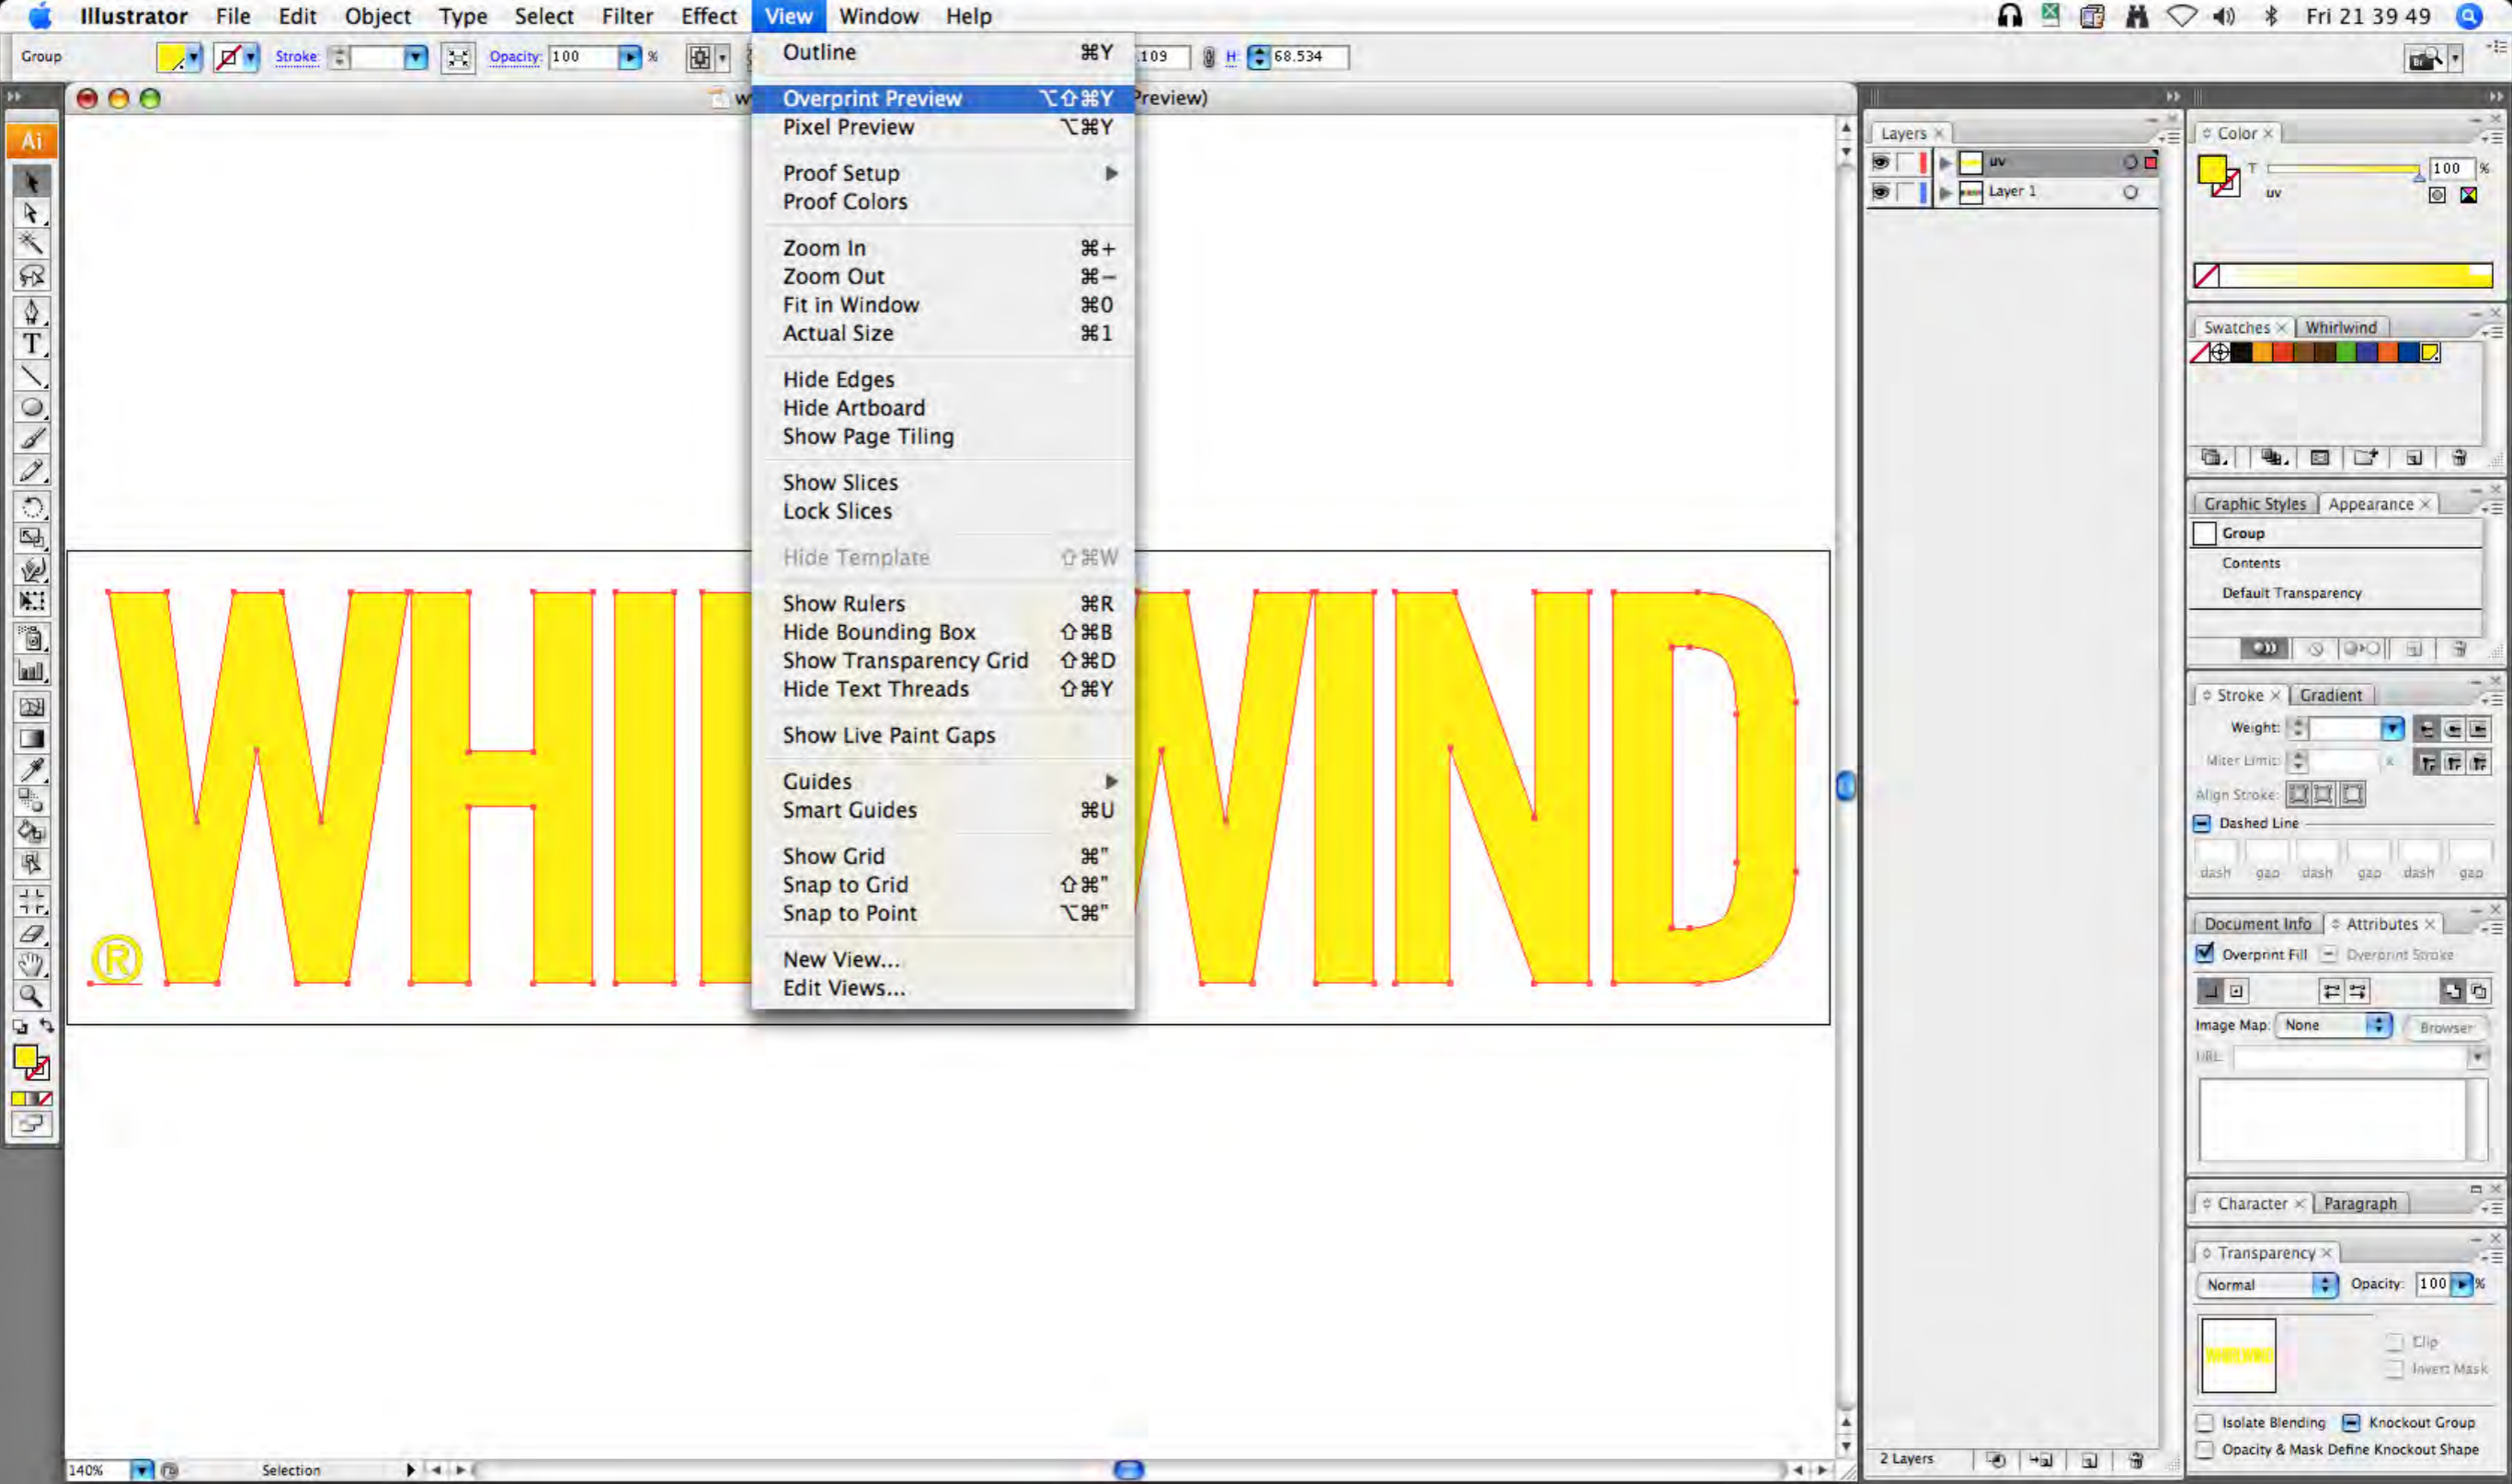 Illustrator File Edit Object Type Select Filter Effect View Window Help Fri 21 39 49
Group Stroke: Opacity: 100 % .109 H: 68.534
w Preview)
Ai
Outline ⌘Y
Overprint Preview ⌥⇧⌘Y
Pixel Preview ⌥⌘Y
Proof Setup
Proof Colors
Zoom In ⌘+
Zoom Out ⌘−
Fit in Window ⌘0
Actual Size ⌘1
Hide Edges
Hide Artboard
Show Page Tiling
Show Slices
Lock Slices
Hide Template ⇧⌘W
Show Rulers ⌘R
Hide Bounding Box ⇧⌘B
Show Transparency Grid ⇧⌘D
Hide Text Threads ⇧⌘Y
Show Live Paint Gaps
Guides
Smart Guides ⌘U
Show Grid ⌘"
Snap to Grid ⇧⌘"
Snap to Point ⌥⌘"
New View...
Edit Views...
® WHI WIND
140% Selection
Layers
uv
Layer 1
2 Layers
Color
T 100 %
uv
Swatches Whirlwind
Graphic Styles Appearance
Group
Contents
Default Transparency
Stroke Gradient
Weight:
Miter Limit: x
Align Stroke:
Dashed Line
dash gap dash gap dash gap
Document Info Attributes
Overprint Fill Overprint Stroke
Image Map: None Browser
URL:
Character Paragraph
Transparency
Normal Opacity: 100 %
WHIRLWIND
Clip
Invert Mask
Isolate Blending Knockout Group
Opacity & Mask Define Knockout Shape